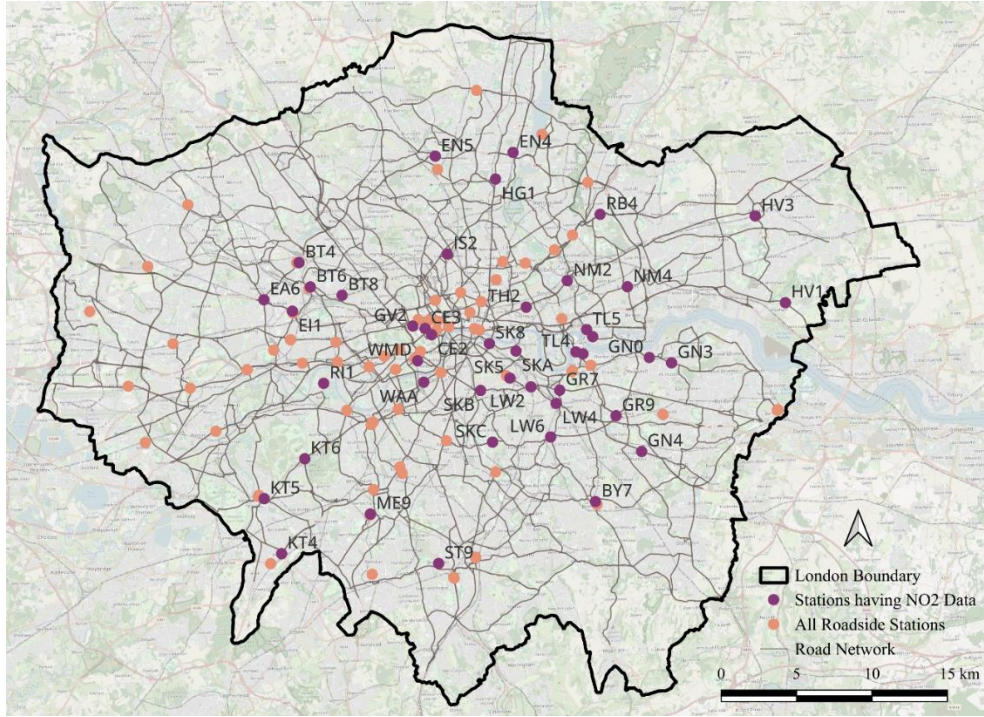 EN5
EN4
HG1
RB4
HV3
IS2
BT4
BT6
BT8
EA6
EI1
NM2
NM4
HV1
TH2
GV2
CE3
TL5
SK8
CE2
TL4
GN0
GN3
WMD
SK5
SKA
RI1
WAA
GR7
SKB
LW2
LW4
GR9
SKC
LW6
GN4
KT6
KT5
ME9
BY7
KT4
ST9
London Boundary
Stations having NO2 Data
All Roadside Stations
Road Network
0 5 10 15 km